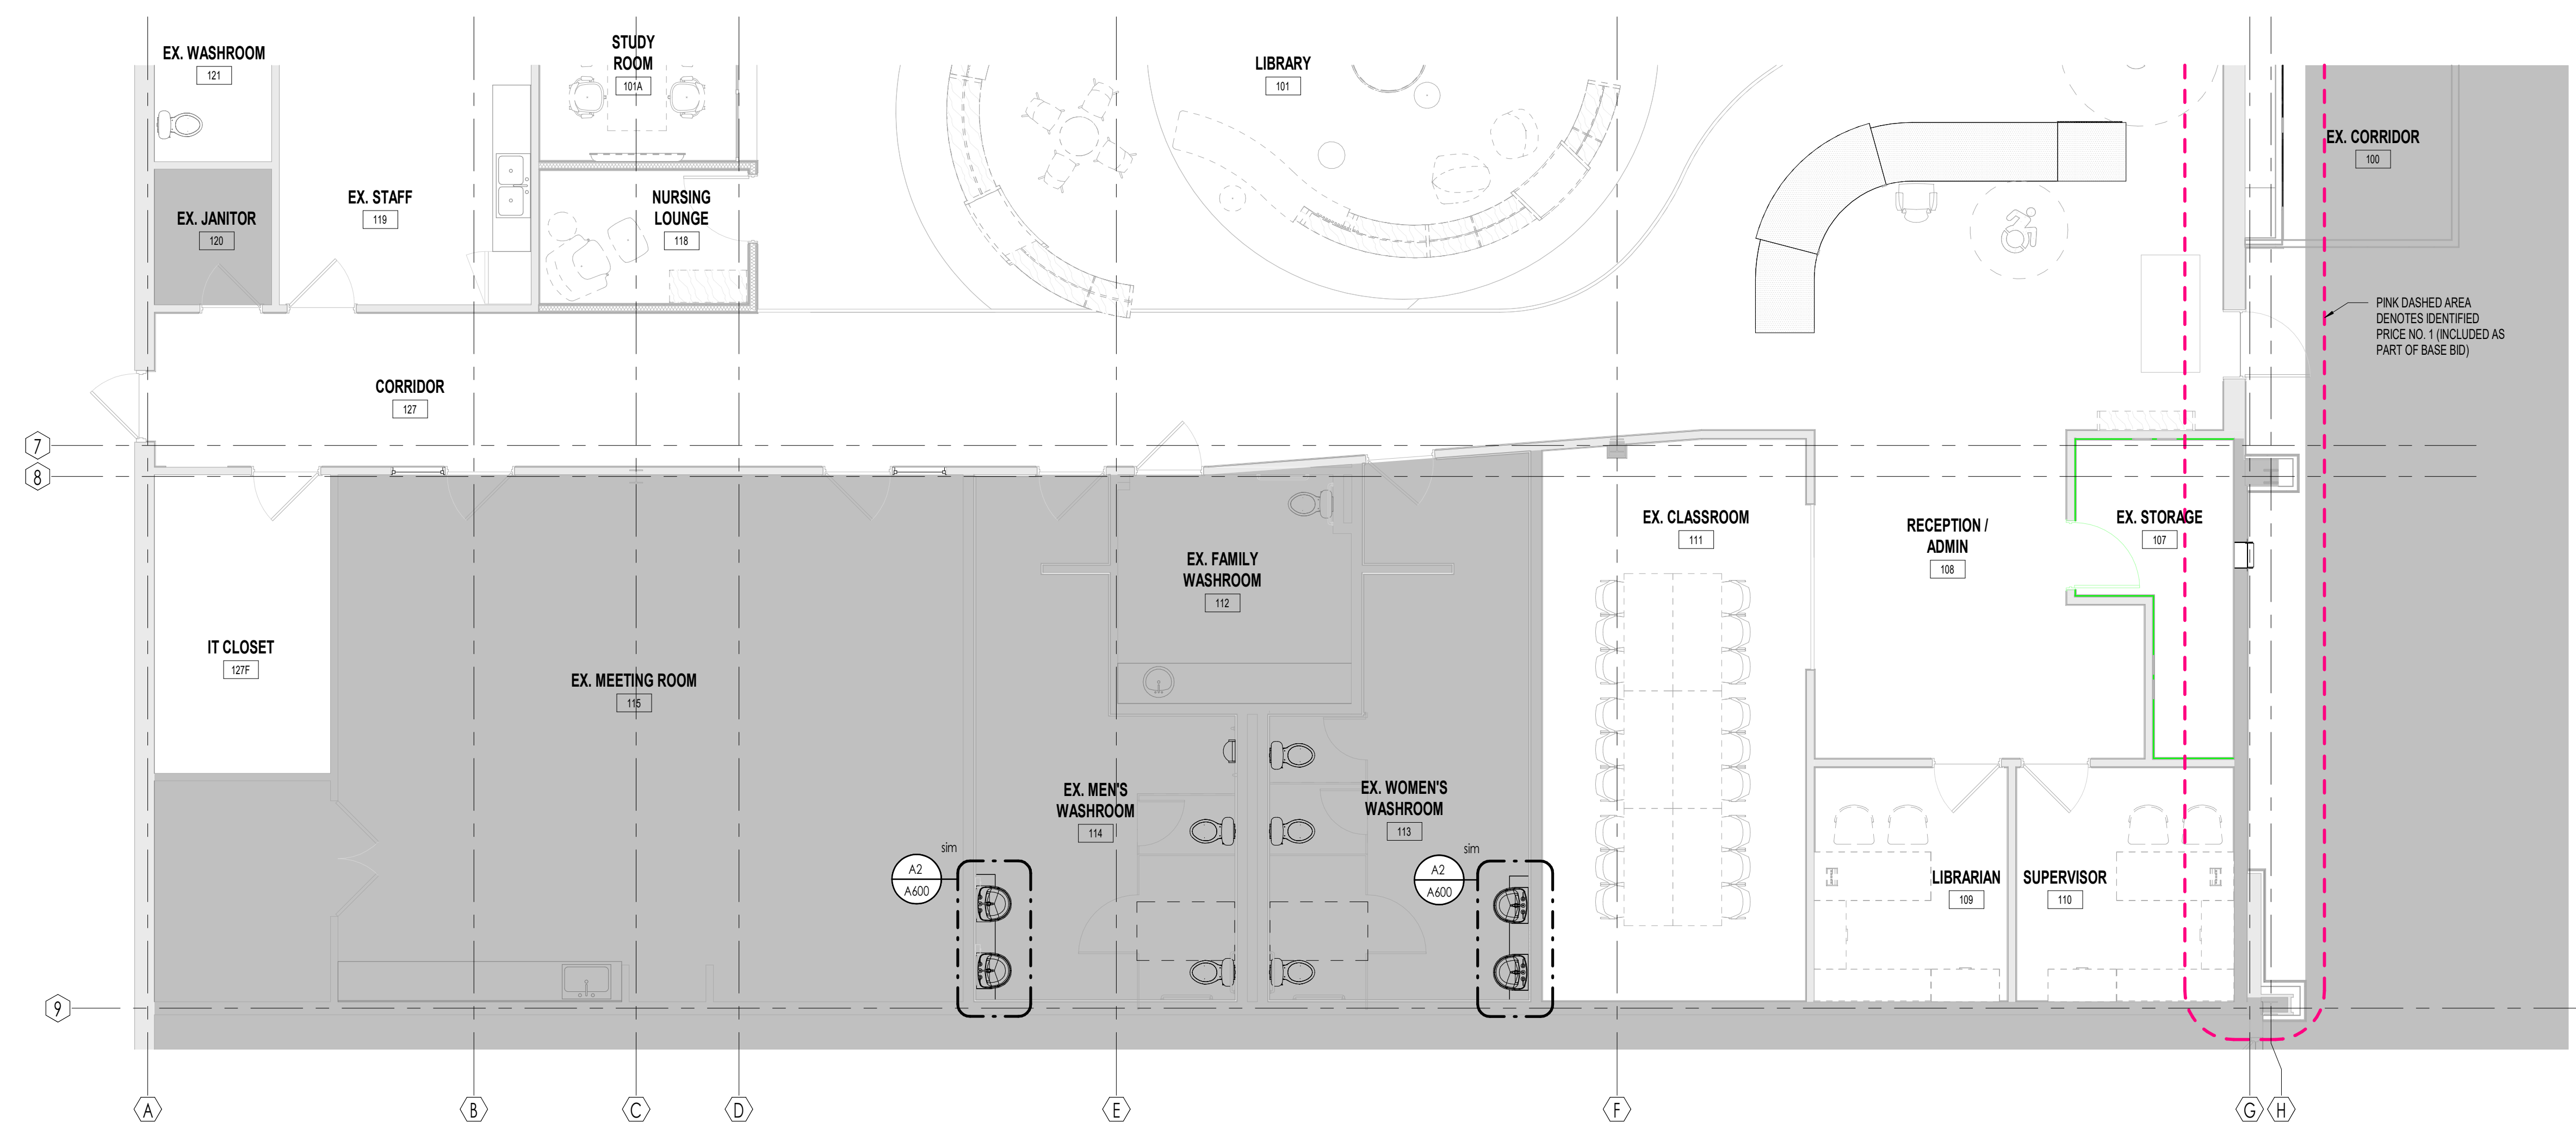 EX. WASHROOM
121
STUDY
ROOM
101A
LIBRARY
101
EX. CORRIDOR
100
EX. JANITOR
120
EX. STAFF
119
NURSING
LOUNGE
118
PINK DASHED AREA
DENOTES IDENTIFIED
PRICE NO. 1 (INCLUDED AS
PART OF BASE BID)
CORRIDOR
127
7
8
EX. CLASSROOM
111
RECEPTION /
ADMIN
108
EX. STORAGE
107
EX. FAMILY
WASHROOM
112
IT CLOSET
127F
EX. MEETING ROOM
115
EX. MEN'S
WASHROOM
114
EX. WOMEN'S
WASHROOM
113
sim
A2
A600
sim
A2
A600
LIBRARIAN
109
SUPERVISOR
110
9
A
B
C
D
E
F
G
H